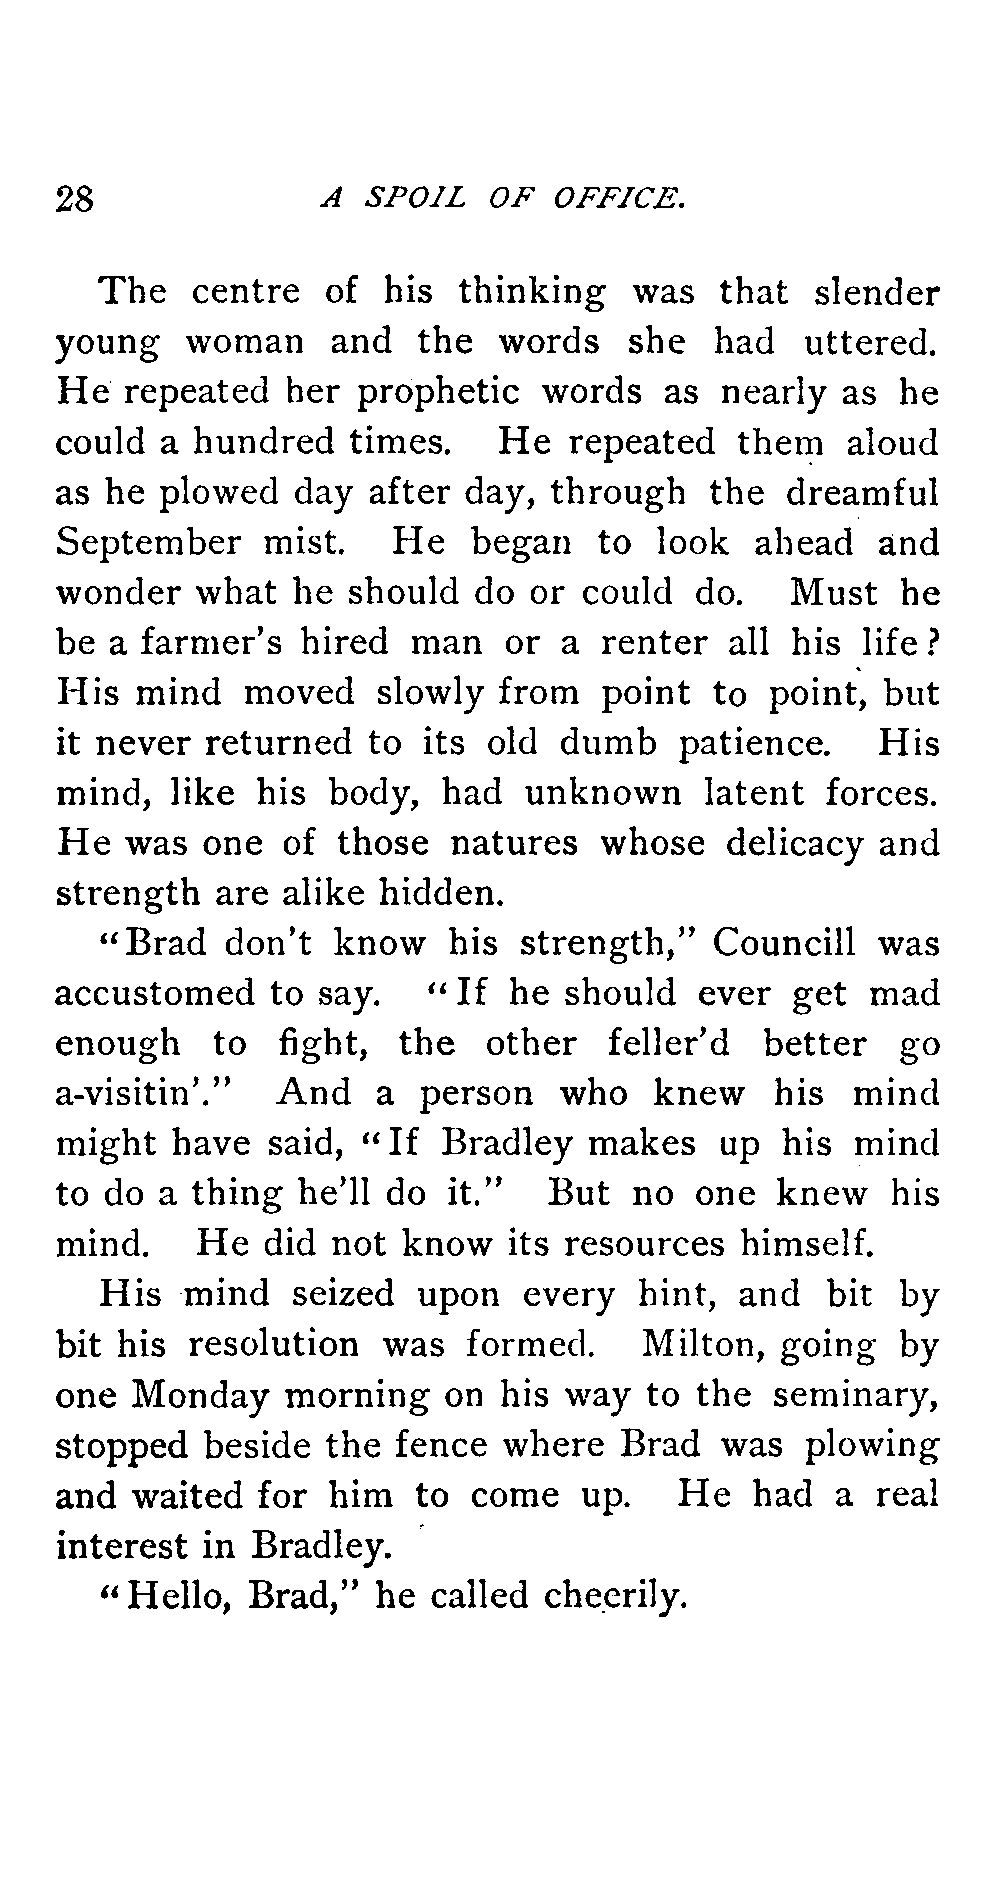 28 A SPOIL OF OFFICE.
The centre of his thinking was that slender
young woman and the words she had uttered.
He repeated her prophetic words as nearly as he
could a hundred times. He repeated them aloud
as he plowed day after day, through the dreamful
September mist. He began to look ahead and
wonder what he should do or could do. Must he
be a farmer's hired man or a renter all his life?
His mind moved slowly from point to point, but
it never returned to its old dumb patience. His
mind, like his body, had unknown latent forces.
He was one of those natures whose delicacy and
strength are alike hidden.
"Brad don't know his strength," Councill was
accustomed to say. "If he should ever get mad
enough to fight, the other feller'd better go
a-visitin'." And a person who knew his mind
might have said, "If Bradley makes up his mind
to do a thing he'll do it." But no one knew his
mind. He did not know its resources himself.
His mind seized upon every hint, and bit by
bit his resolution was formed. Milton, going by
one Monday morning on his way to the seminary,
stopped beside the fence where Brad was plowing
and waited for him to come up. He had a real
interest in Bradley.
"Hello, Brad," he called cheerily.